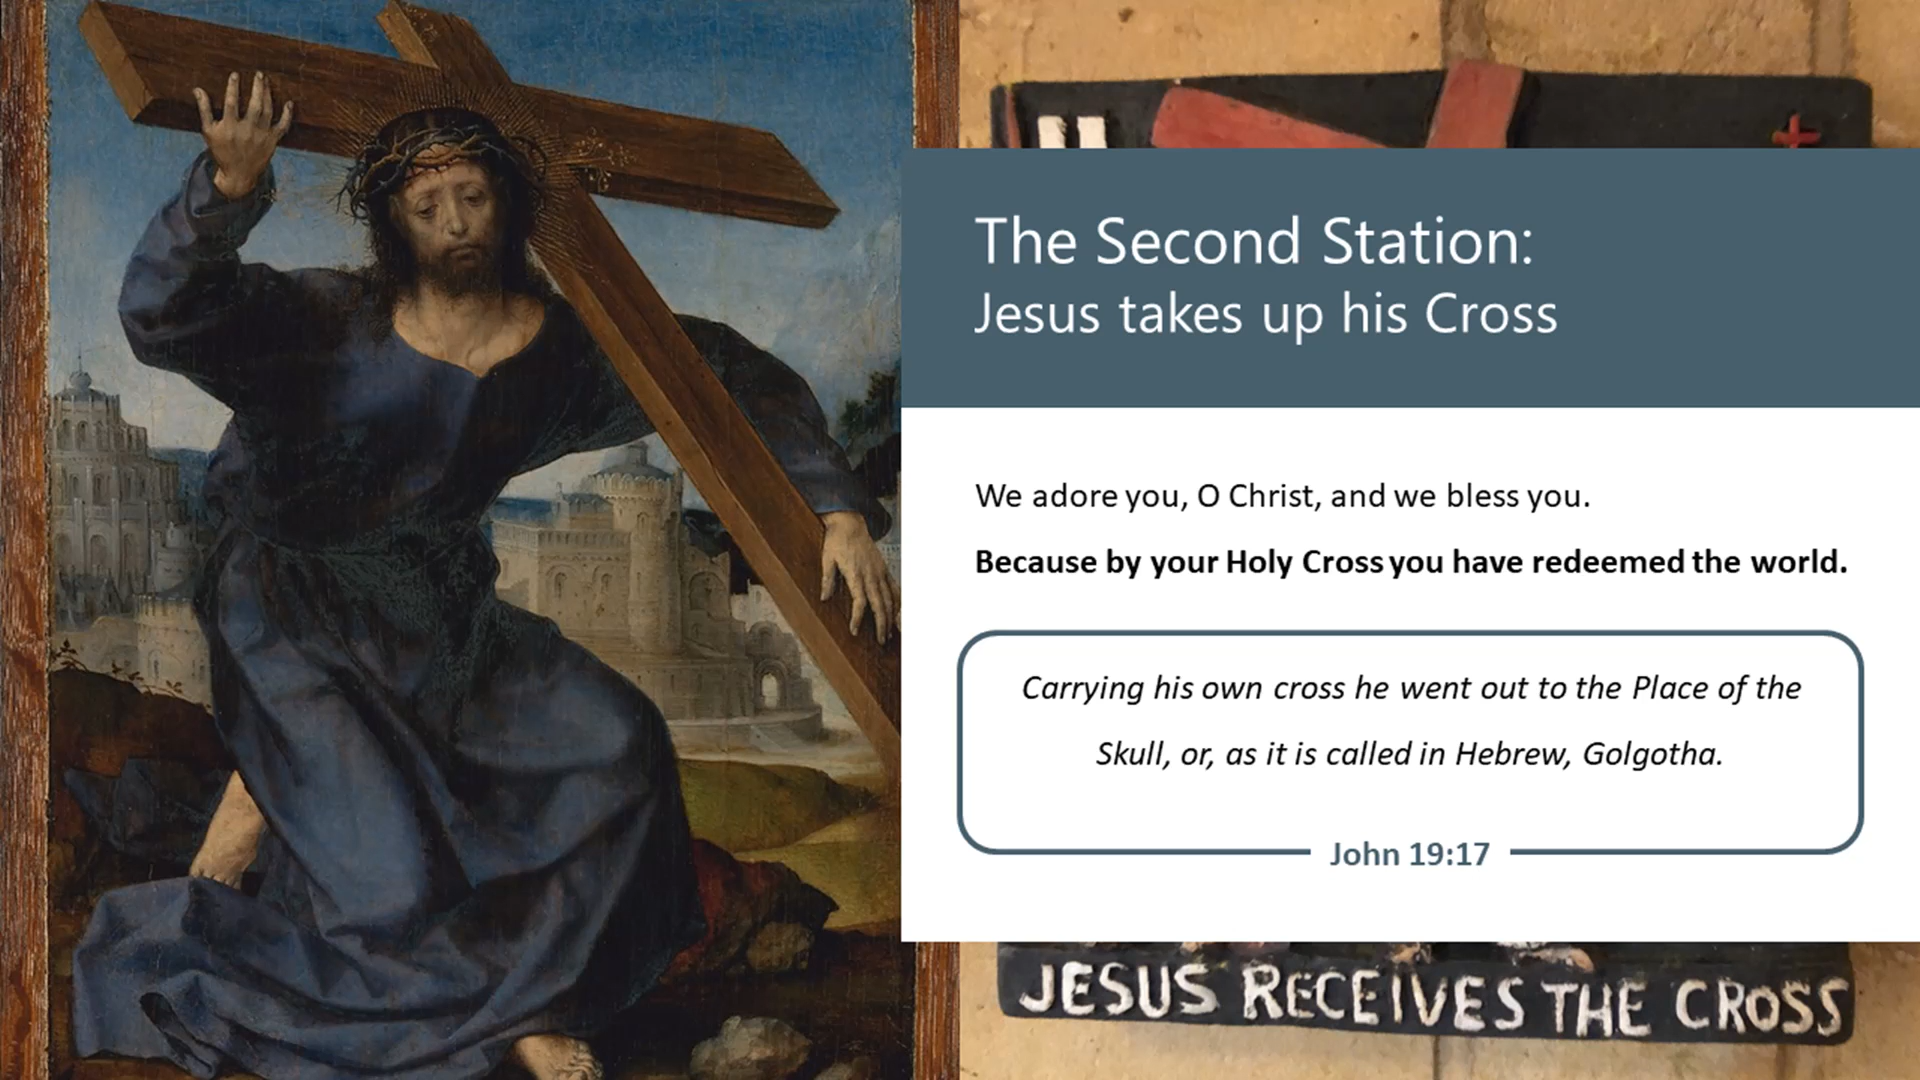 II
The Second Station:
Jesus takes up his Cross
We adore you, O Christ, and we bless you.
Because by your Holy Cross you have redeemed the world.
Carrying his own cross he went out to the Place of the
Skull, or, as it is called in Hebrew, Golgotha.
John 19:17
JESUS RECEIVES THE CROSS